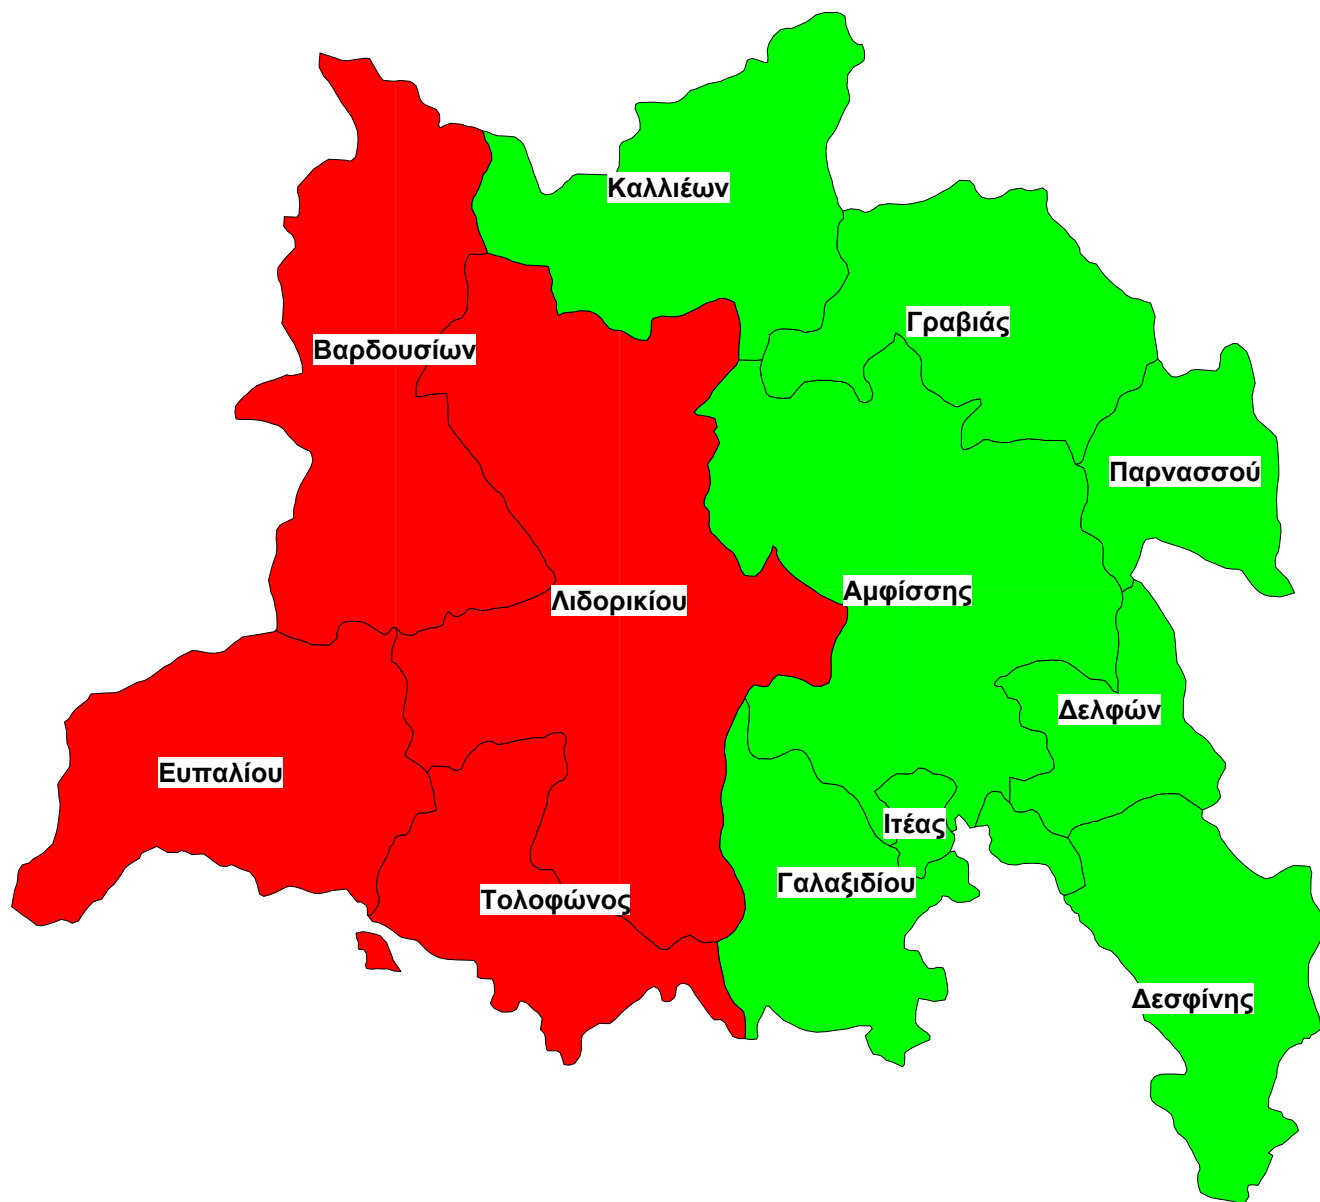 Καλλιέων
Γραβιάς
Βαρδουσίων
Παρνασσού
Αμφίσσης
Λιδορικίου
Δελφών
Ευπαλίου
Ιτέας
Γαλαξιδίου
Τολοφώνος
Δεσφίνης